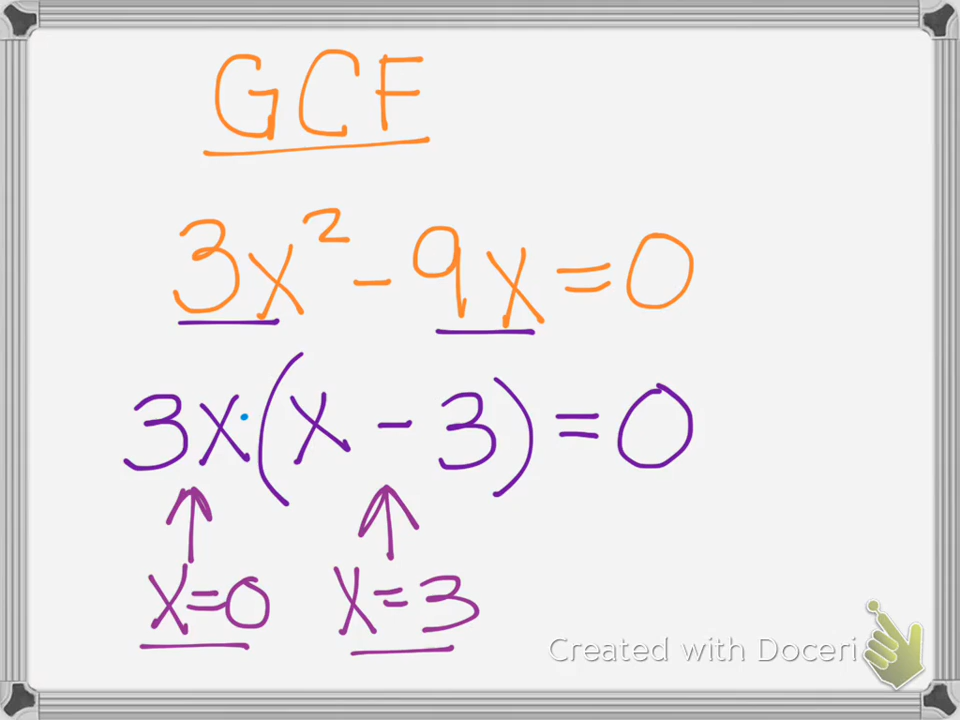 GCF
3x² - 9x = 0
3x·(x - 3) = 0
x=0 x=3
Created with Doceri